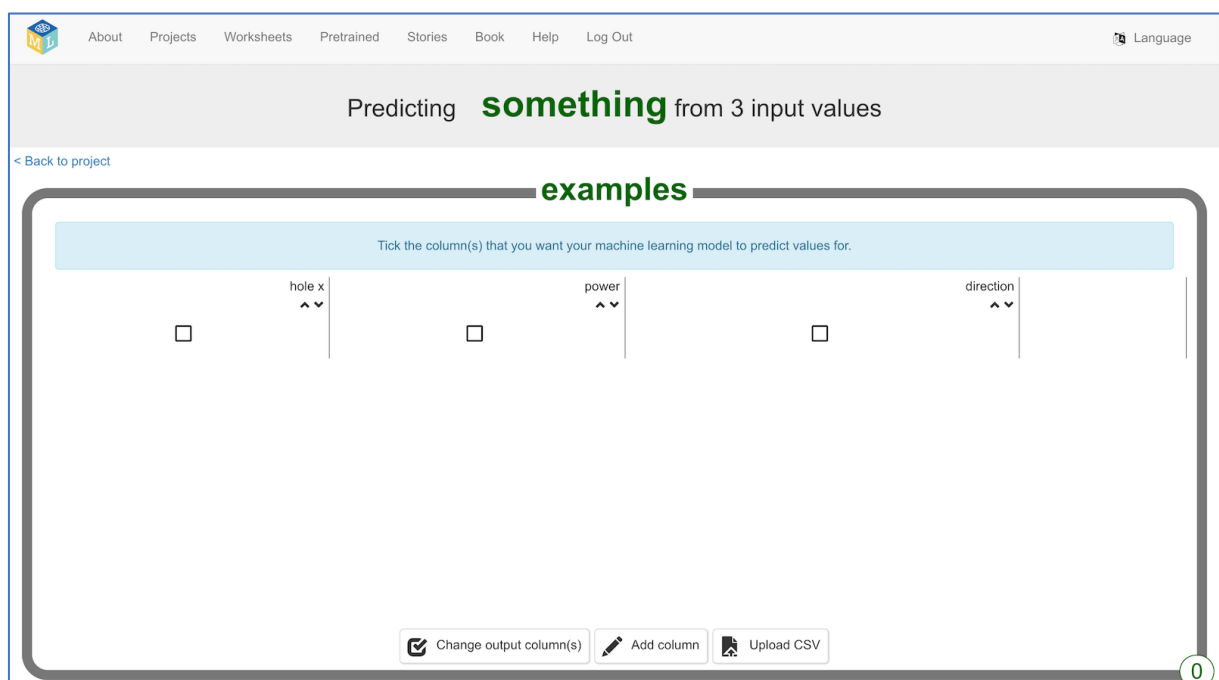 ML
About Projects Worksheets Pretrained Stories Book Help Log Out Language
Predicting something from 3 input values
< Back to project
examples
Tick the column(s) that you want your machine learning model to predict values for.
hole x power direction
Change output column(s) Add column Upload CSV
0